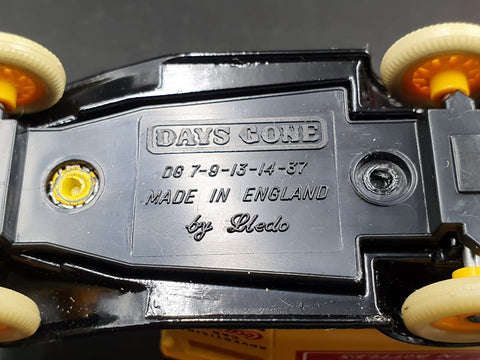 DAYS GONE
DG 7-9-13-14-37
MADE IN ENGLAND
by Lledo